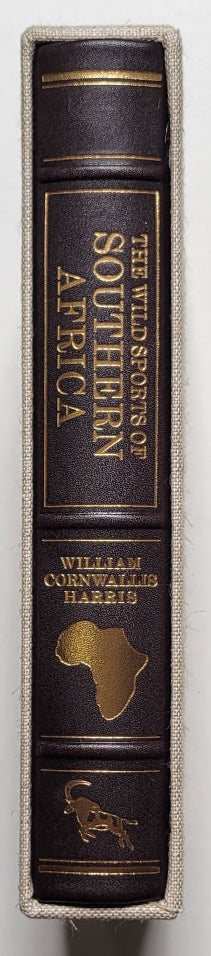 THE WILD SPORTS OF
SOUTHERN
AFRICA
WILLIAM
CORNWALLIS
HARRIS